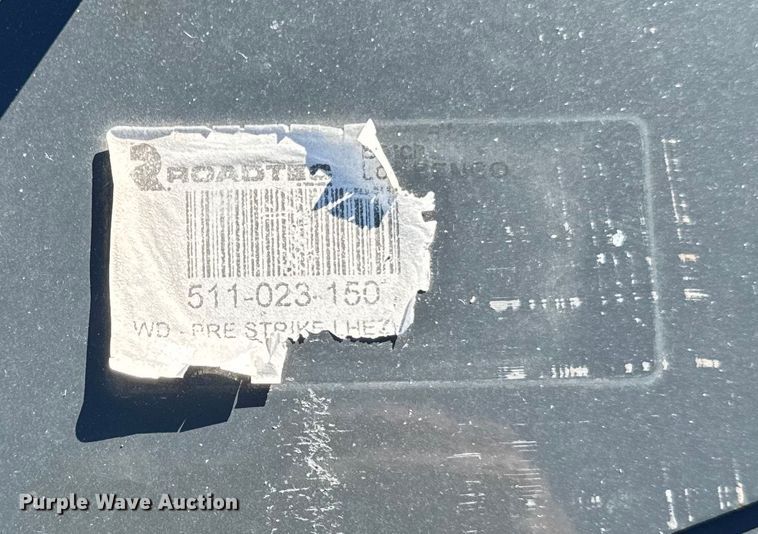 ROADTEC
511-023-150
WD - PRE STRIKE
Purple Wave Auction